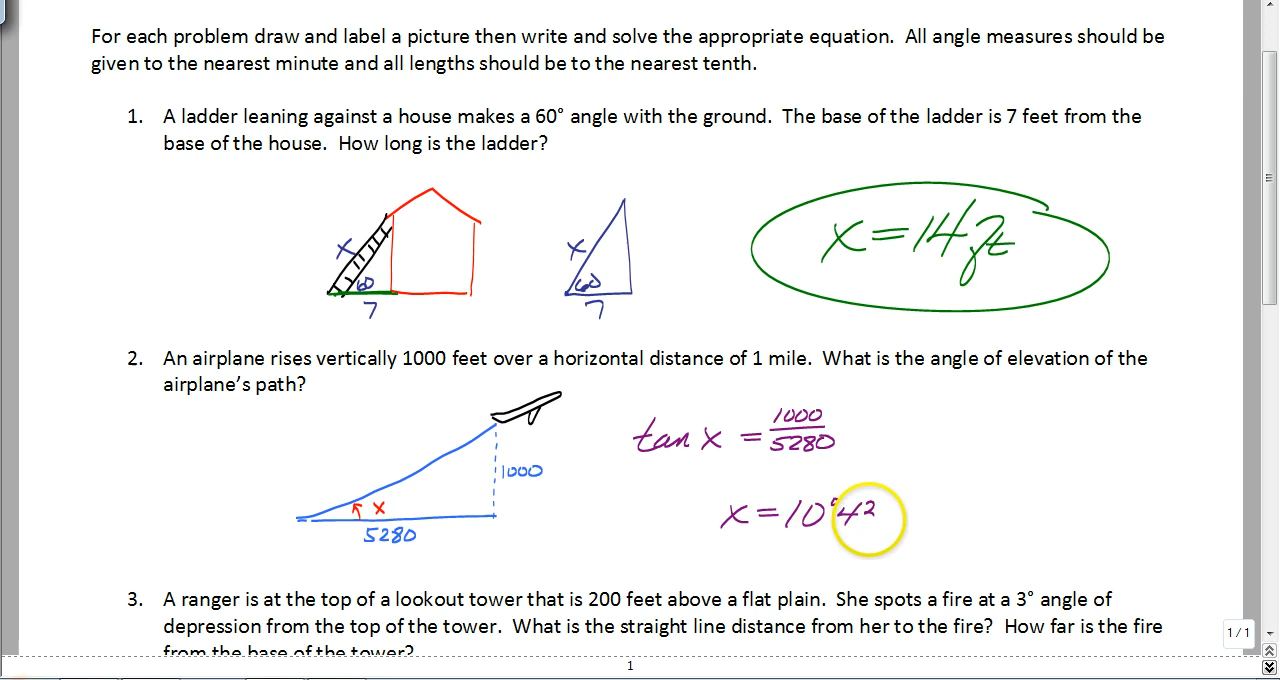 For each problem draw and label a picture then write and solve the appropriate equation. All angle measures should be
given to the nearest minute and all lengths should be to the nearest tenth.
1. A ladder leaning against a house makes a 60° angle with the ground. The base of the ladder is 7 feet from the
base of the house. How long is the ladder?
x
60
7
x
60
7
x = 14 ft
2. An airplane rises vertically 1000 feet over a horizontal distance of 1 mile. What is the angle of elevation of the
airplane's path?
1000
x
5280
tan x = 1000/5280
x = 10°42
3. A ranger is at the top of a lookout tower that is 200 feet above a flat plain. She spots a fire at a 3° angle of
depression from the top of the tower. What is the straight line distance from her to the fire? How far is the fire
from the base of the tower?
1 / 1
1